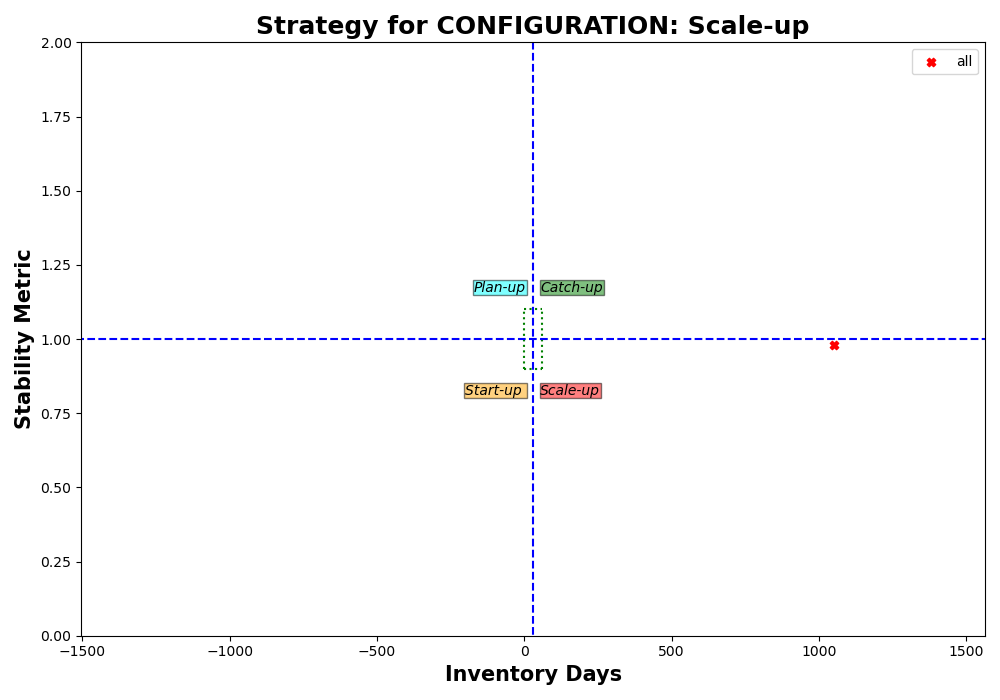 Strategy for CONFIGURATION: Scale-up
all
2.00
1.75
1.50
1.25
1.00
0.75
0.50
0.25
0.00
Stability Metric
Plan-up
Catch-up
Start-up
Scale-up
−1500
−1000
−500
0
500
1000
1500
Inventory Days